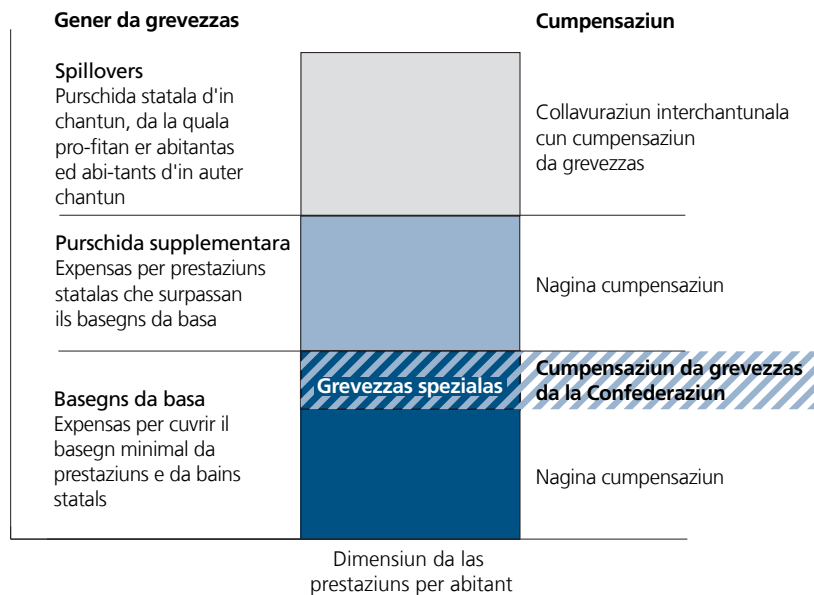 Gener da grevezzas
Cumpensaziun
Spillovers
Purschida statala d'in
chantun, da la quala
pro-fitan er abitantas
ed abi-tants d'in auter
chantun
Collavuraziun interchantunala
cun cumpensaziun
da grevezzas
Purschida supplementara
Expensas per prestaziuns
statalas che surpassan
ils basegns da basa
Nagina cumpensaziun
Grevezzas spezialas
Cumpensaziun da grevezzas
da la Confederaziun
Basegns da basa
Expensas per cuvrir il
basegn minimal da
prestaziuns e da bains
statals
Nagina cumpensaziun
Dimensiun da las
prestaziuns per abitant